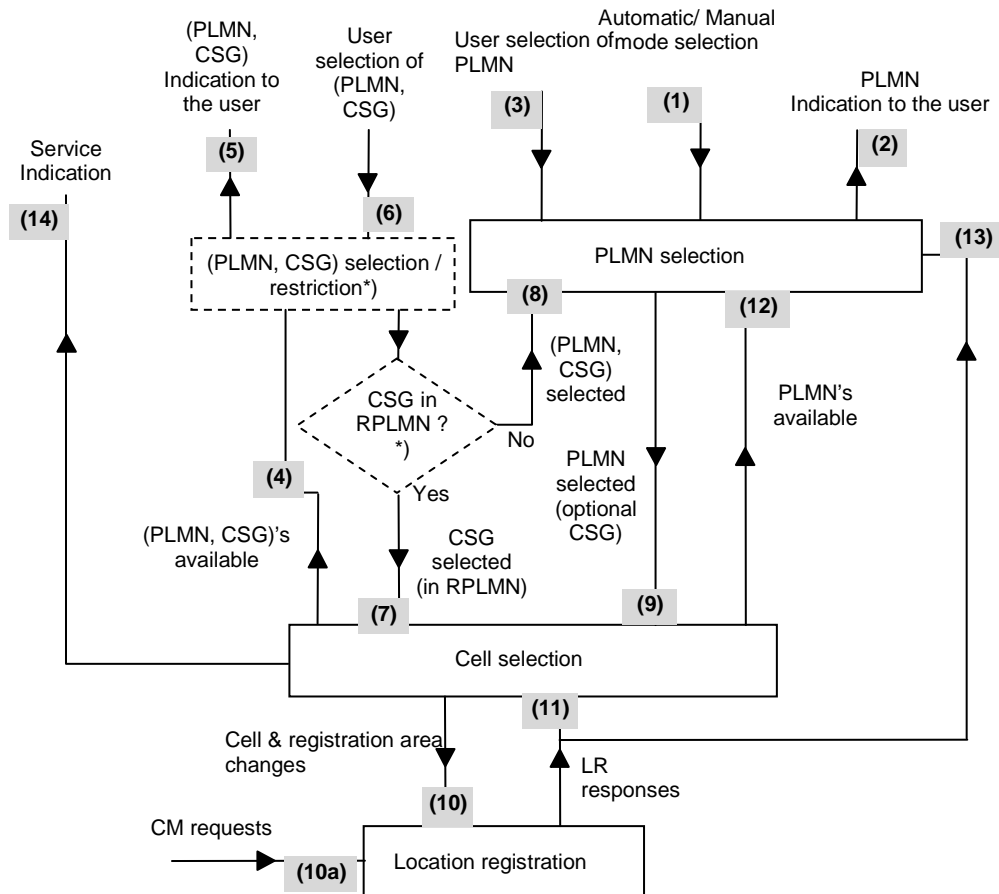 (PLMN,
CSG)
Indication to
the user
User
selection of
(PLMN,
CSG)
User selection of
PLMN
Automatic/ Manual
mode selection
PLMN
Indication to the user
Service
Indication
(3)
(1)
(2)
(5)
(14)
(6)
(13)
(PLMN, CSG) selection /
restriction*)
PLMN selection
(8)
(12)
(PLMN,
CSG)
selected
CSG in
RPLMN ?
*)
No
PLMN's
available
(4)
Yes
PLMN
selected
(optional
CSG)
(PLMN, CSG)'s
available
CSG
selected
(in RPLMN)
(7)
(9)
Cell selection
(11)
Cell & registration area
changes
LR
responses
(10)
CM requests
(10a)
Location registration